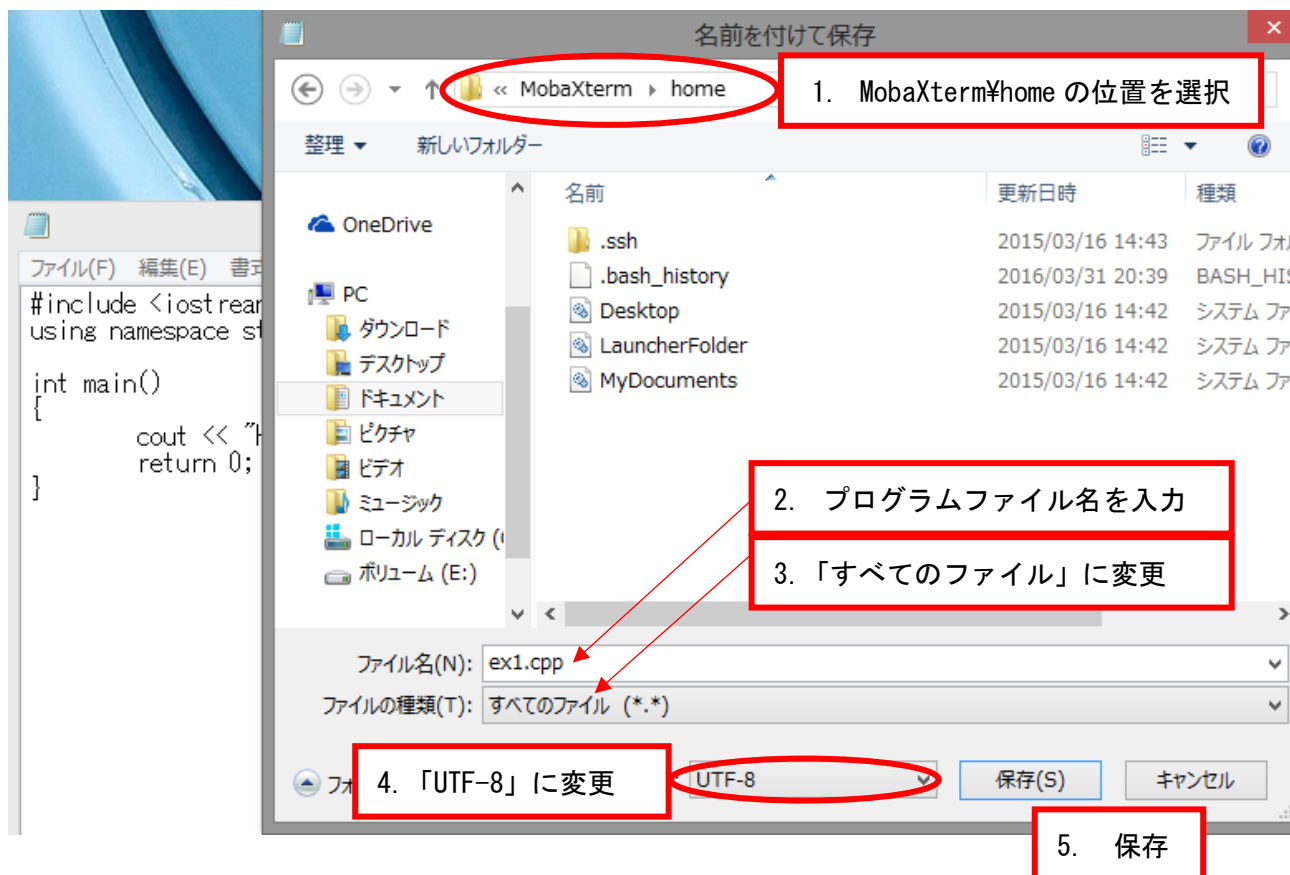 名前を付けて保存
« MobaXterm ▸ home
1. MobaXterm¥home の位置を選択
整理 ▼ 新しいフォルダー
名前 更新日時 種類
OneDrive
PC
ダウンロード
デスクトップ
ドキュメント
ピクチャ
ビデオ
ミュージック
ローカル ディスク (
ボリューム (E:)
.ssh 2015/03/16 14:43 ファイル フォ
.bash_history 2016/03/31 20:39 BASH_HIS
Desktop 2015/03/16 14:42 システム ファ
LauncherFolder 2015/03/16 14:42 システム ファ
MyDocuments 2015/03/16 14:42 システム ファ
ファイル(F) 編集(E) 書式
#include <iostream
using namespace st
int main()
{
cout << "H
return 0;
}
2. プログラムファイル名を入力
3.「すべてのファイル」に変更
ファイル名(N): ex1.cpp
ファイルの種類(T): すべてのファイル (*.*)
フォ
4.「UTF-8」に変更
UTF-8
保存(S) キャンセル
5. 保存